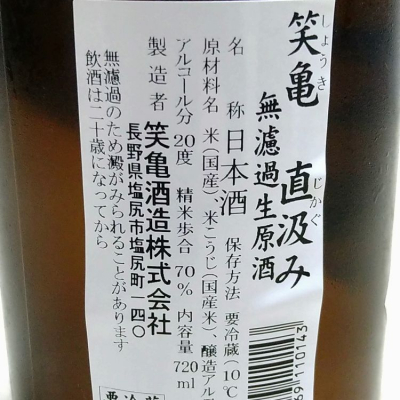 笑亀 直汲み
しょうき じかぐ
無濾過生原酒
名 称 日本酒 保存方法 要冷蔵(10℃
原材料名 米(国産)、米こうじ(国産米)、醸造アル
アルコール分 20度 精米歩合 70% 内容量 720ml
製造者 笑亀酒造株式会社
長野県塩尻市塩尻町一四〇
無濾過のため澱がみられることがあります
飲酒は二十歳になってから
69110143